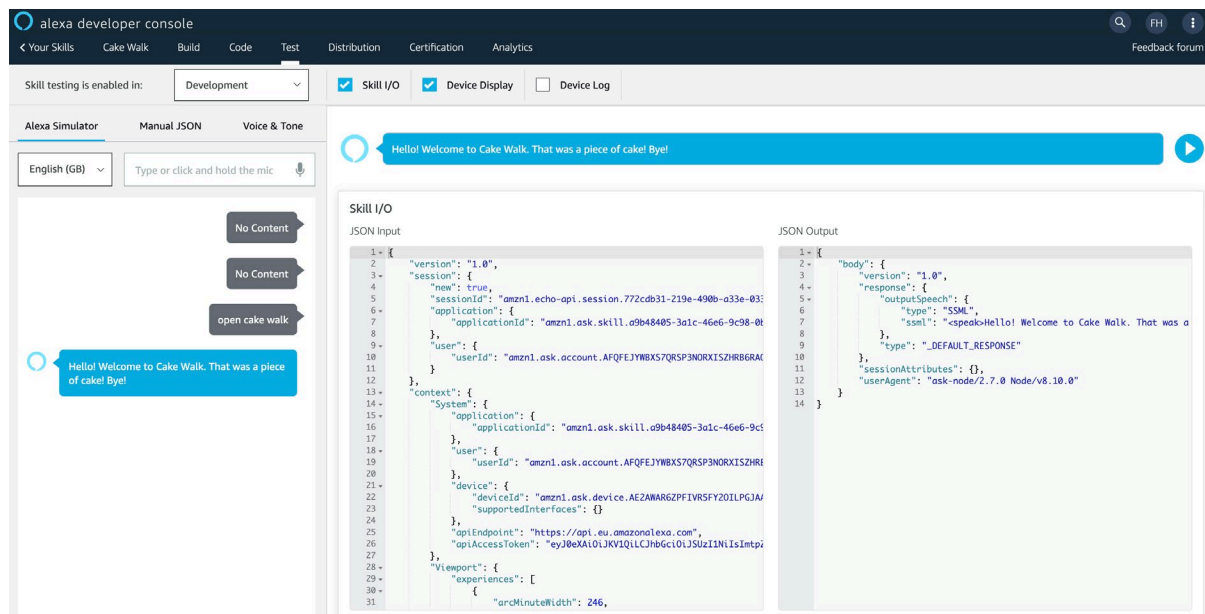 alexa developer console
FH
Your Skills Cake Walk Build Code Test Distribution Certification Analytics Feedback forum
Skill testing is enabled in: Development Skill I/O Device Display Device Log
Alexa Simulator Manual JSON Voice & Tone
English (GB) Type or click and hold the mic
No Content
No Content
open cake walk
Hello! Welcome to Cake Walk. That was a piece
of cake! Bye!
Hello! Welcome to Cake Walk. That was a piece of cake! Bye!
Skill I/O
JSON Input
1 {
2 "version": "1.0",
3 "session": {
4 "new": true,
5 "sessionId": "amzn1.echo-api.session.772cdb31-219e-490b-a33e-033
6 "application": {
7 "applicationId": "amzn1.ask.skill.a9b48405-3a1c-46e6-9c98-0b
8 },
9 "user": {
10 "userId": "amzn1.ask.account.AFQFEJYWBXS7QRSP3NORXISZHRB6RAO
11 }
12 },
13 "context": {
14 "System": {
15 "application": {
16 "applicationId": "amzn1.ask.skill.a9b48405-3a1c-46e6-9c9
17 },
18 "user": {
19 "userId": "amzn1.ask.account.AFQFEJYWBXS7QRSP3NORXISZHRB
20 },
21 "device": {
22 "deviceId": "amzn1.ask.device.AE2AWAR6ZPFIVR5FY2OILPGJAA
23 "supportedInterfaces": {}
24 },
25 "apiEndpoint": "https://api.eu.amazonalexa.com",
26 "apiAccessToken": "eyJ0eXAiOiJKV1QiLCJhbGciOiJSUzI1NiIsImtpZ
27 },
28 "Viewport": {
29 "experiences": [
30 {
31 "arcMinuteWidth": 246,
JSON Output
1 {
2 "body": {
3 "version": "1.0",
4 "response": {
5 "outputSpeech": {
6 "type": "SSML",
7 "ssml": "<speak>Hello! Welcome to Cake Walk. That was a
8 },
9 "type": "_DEFAULT_RESPONSE"
10 },
11 "sessionAttributes": {},
12 "userAgent": "ask-node/2.7.0 Node/v8.10.0"
13 }
14 }